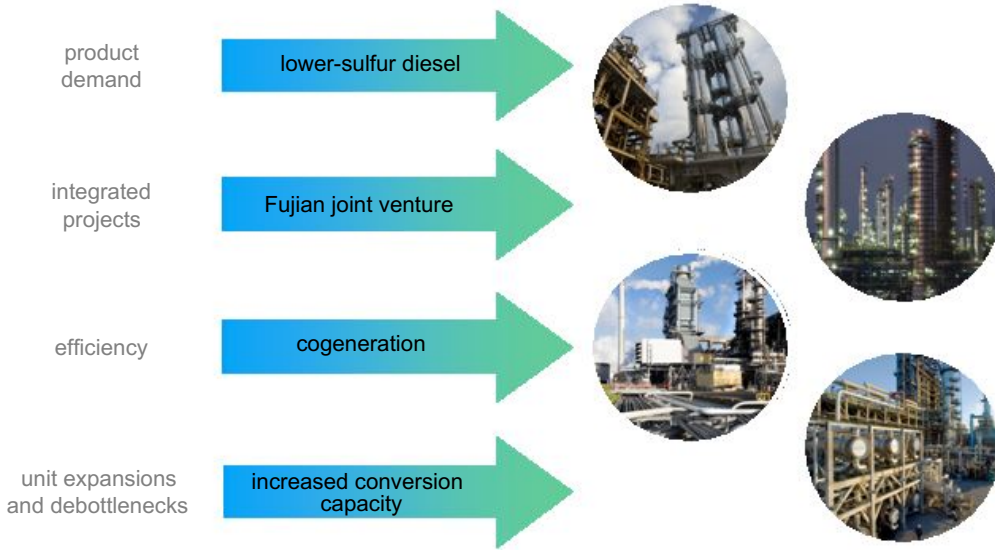 product
demand
lower-sulfur diesel
integrated
projects
Fujian joint venture
efficiency
cogeneration
unit expansions
and debottlenecks
increased conversion
capacity